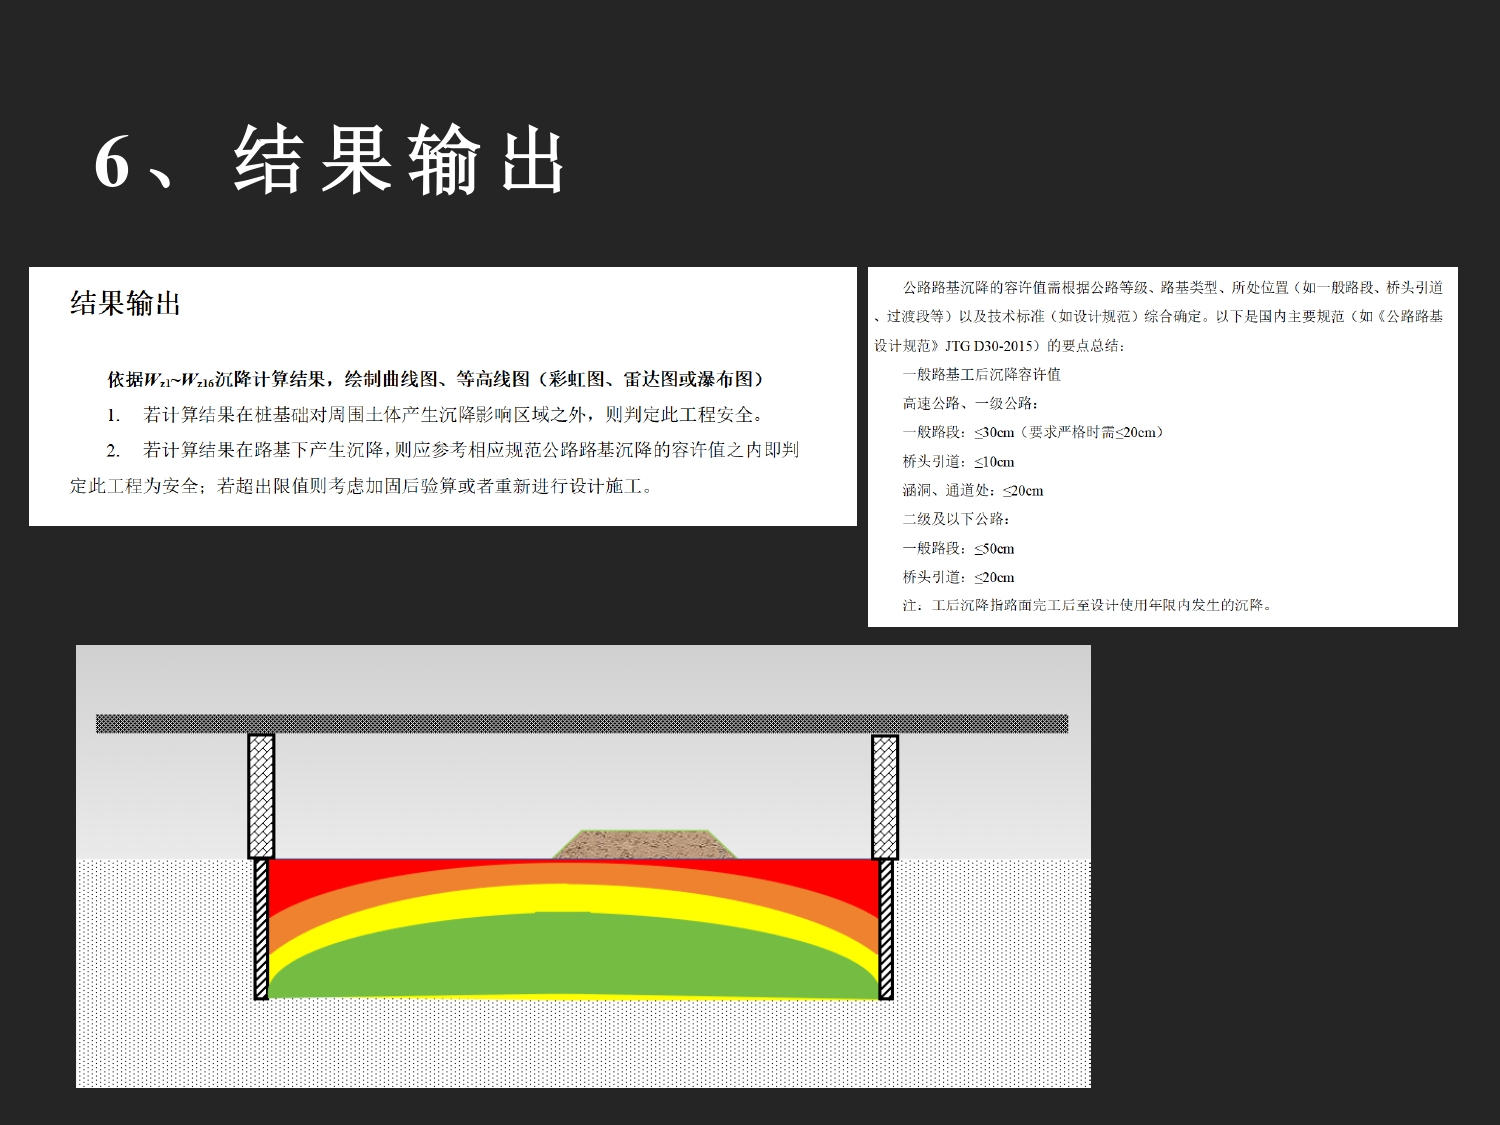 6、结果输出
结果输出
依据Wz1~Wz16沉降计算结果，绘制曲线图、等高线图（彩虹图、雷达图或瀑布图）
1. 若计算结果在桩基础对周围土体产生沉降影响区域之外，则判定此工程安全。
2. 若计算结果在路基下产生沉降，则应参考相应规范公路路基沉降的容许值之内即判
定此工程为安全；若超出限值则考虑加固后验算或者重新进行设计施工。
公路路基沉降的容许值需根据公路等级、路基类型、所处位置（如一般路段、桥头引道
、过渡段等）以及技术标准（如设计规范）综合确定。以下是国内主要规范（如《公路路基
设计规范》JTG D30-2015）的要点总结：
一般路基工后沉降容许值
高速公路、一级公路：
一般路段：≤30cm（要求严格时需≤20cm）
桥头引道：≤10cm
涵洞、通道处：≤20cm
二级及以下公路：
一般路段：≤50cm
桥头引道：≤20cm
注：工后沉降指路面完工后至设计使用年限内发生的沉降。